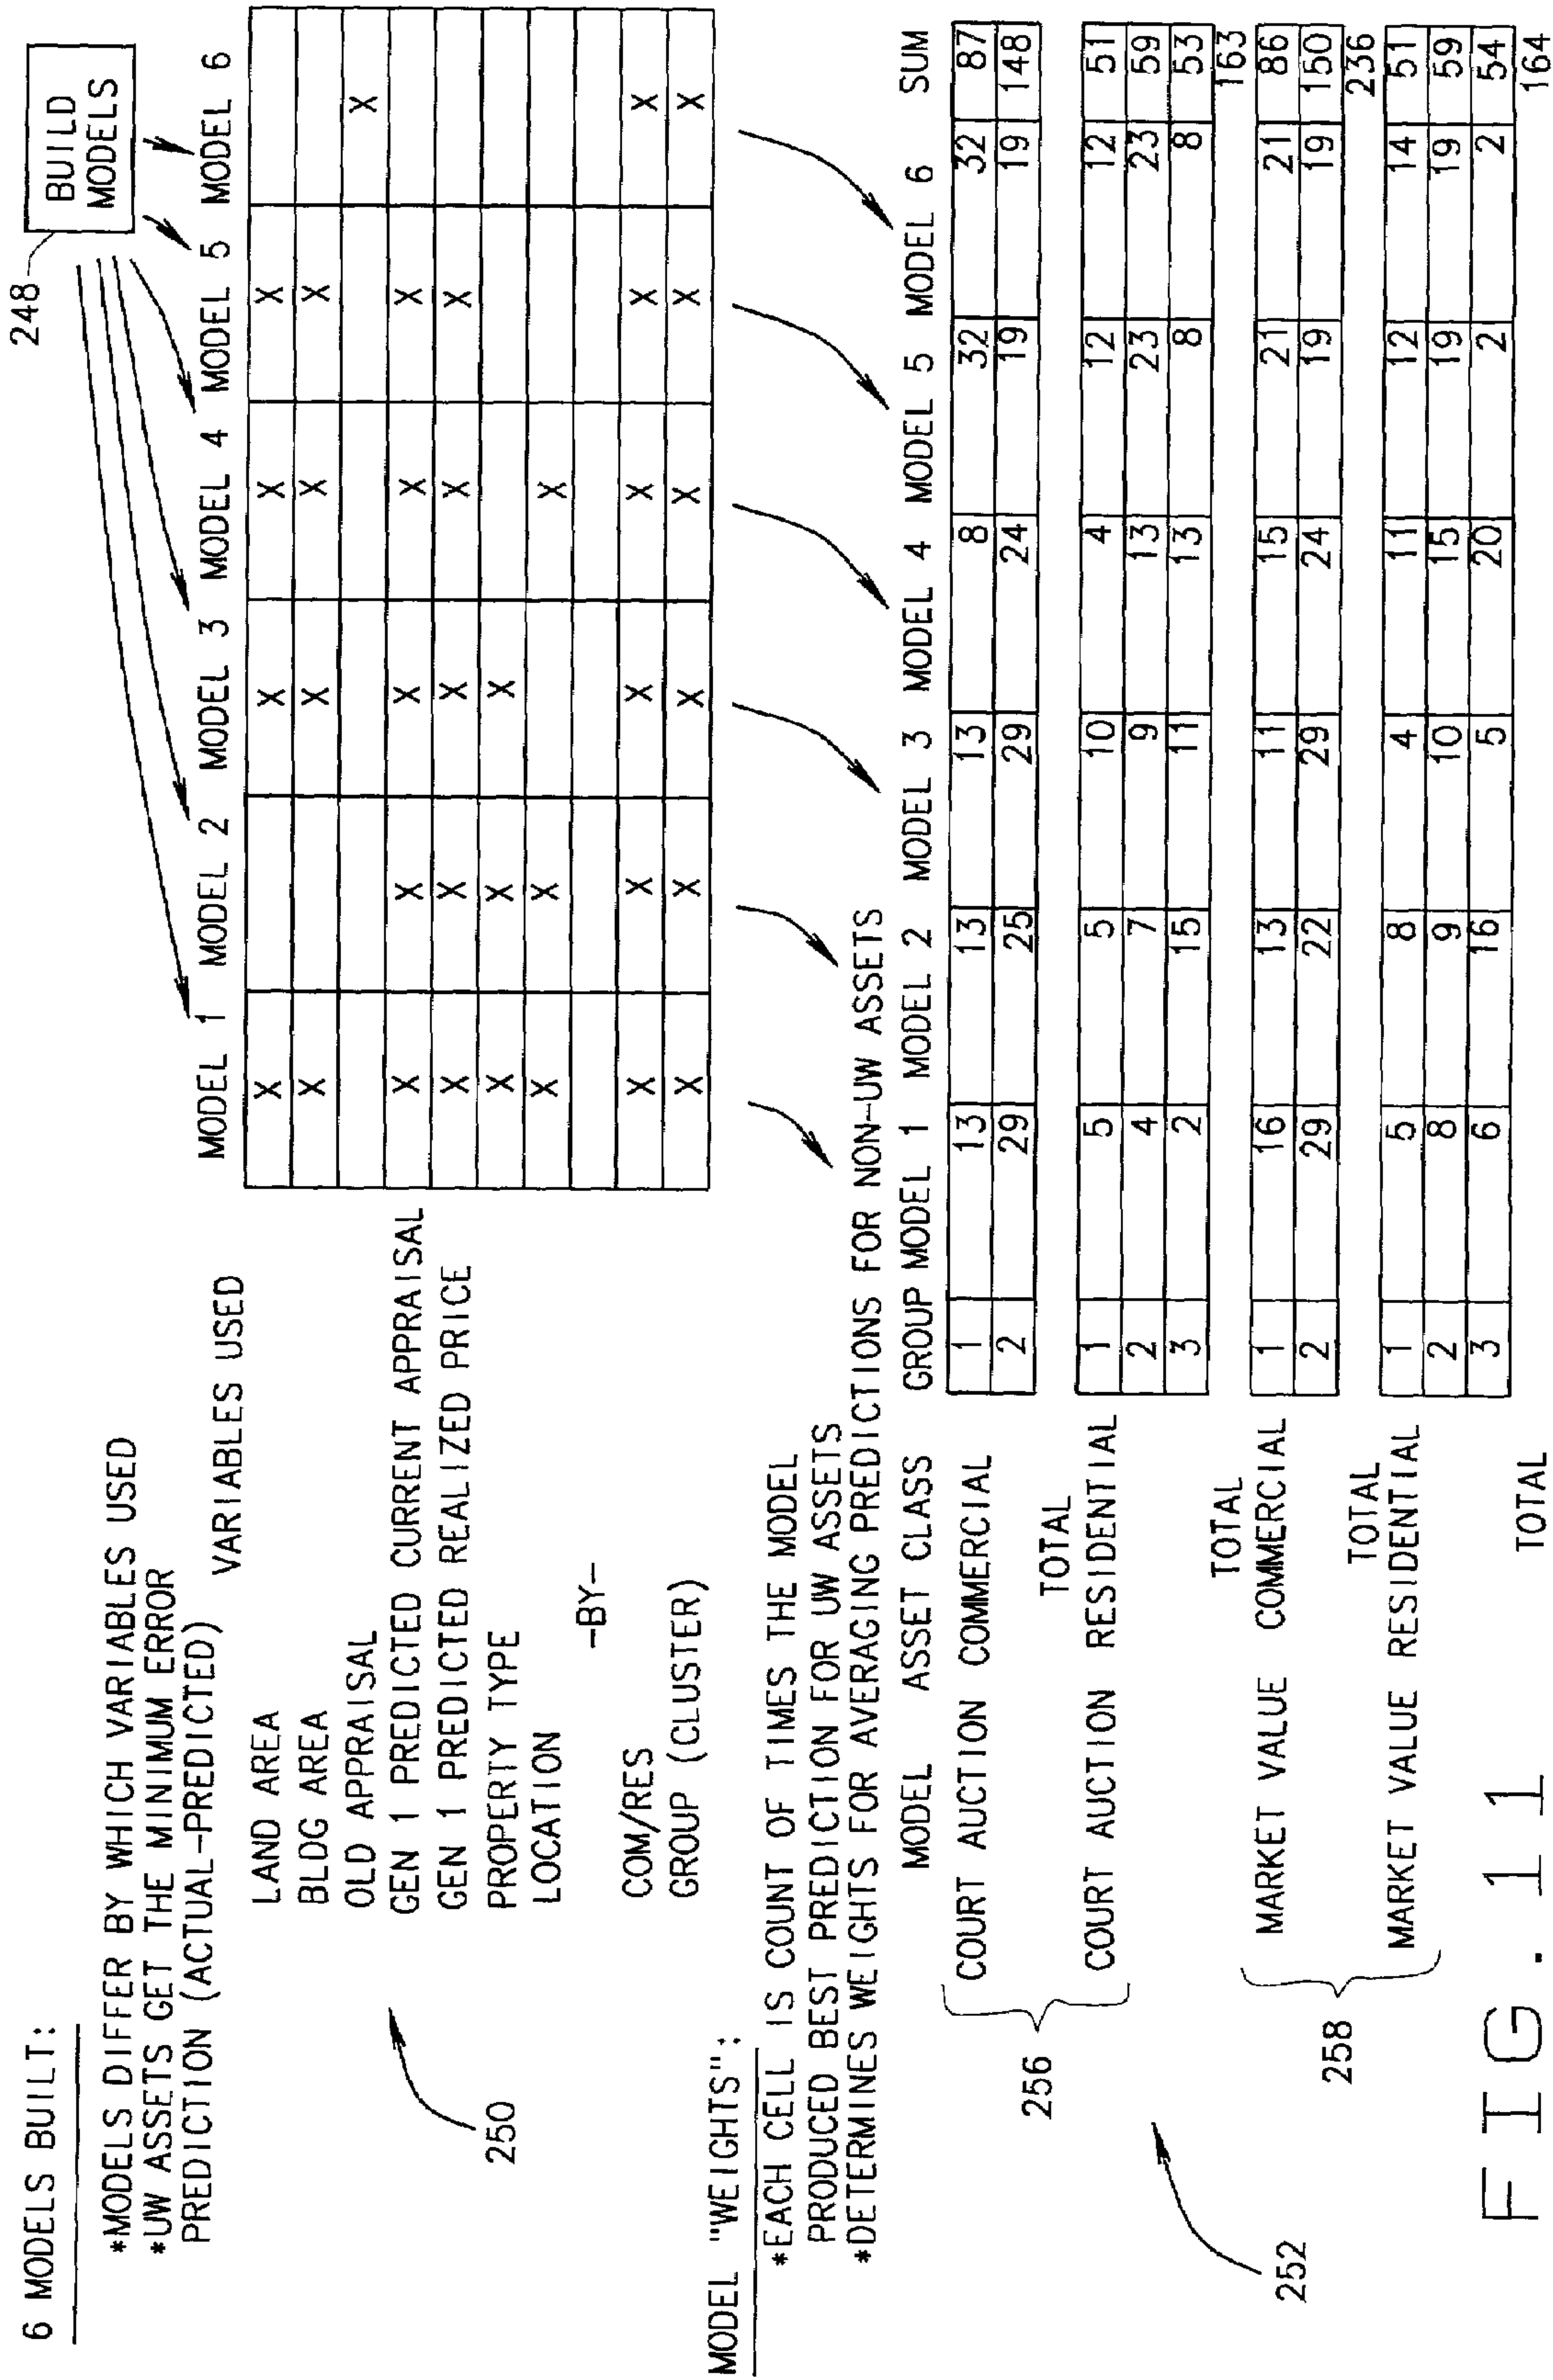 6 MODELS BUILT:
*MODELS DIFFER BY WHICH VARIABLES USED
*UW ASSETS GET THE MINIMUM ERROR
PREDICTION (ACTUAL-PREDICTED)
248
BUILD
MODELS
VARIABLES USED MODEL 1 MODEL 2 MODEL 3 MODEL 4 MODEL 5 MODEL 6
LAND AREA X X X X
BLDG AREA X X X X
OLD APPRAISAL X
GEN 1 PREDICTED CURRENT APPRAISAL X X X X X
GEN 1 PREDICTED REALIZED PRICE X X X X X
PROPERTY TYPE X X X
LOCATION X X X
-BY-
COM/RES X X X X X X
GROUP (CLUSTER) X X X X X X
250
MODEL "WEIGHTS":
*EACH CELL IS COUNT OF TIMES THE MODEL
PRODUCED BEST PREDICTION FOR UW ASSETS
*DETERMINES WEIGHTS FOR AVERAGING PREDICTIONS FOR NON-UW ASSETS
MODEL ASSET CLASS GROUP MODEL 1 MODEL 2 MODEL 3 MODEL 4 MODEL 5 MODEL 6 SUM
COURT AUCTION COMMERCIAL 1 13 13 13 8 32 32 87
2 29 25 29 24 19 19 148
TOTAL
256
COURT AUCTION RESIDENTIAL 1 5 5 10 4 12 12 51
2 4 7 9 13 23 23 59
3 2 15 11 13 8 8 53
TOTAL 163
MARKET VALUE COMMERCIAL 1 16 13 11 15 21 21 86
2 29 22 29 24 19 19 150
TOTAL 236
258
MARKET VALUE RESIDENTIAL 1 5 8 4 11 12 14 51
2 8 9 10 15 19 19 59
3 6 16 5 20 2 2 54
TOTAL 164
252
FIG. 11